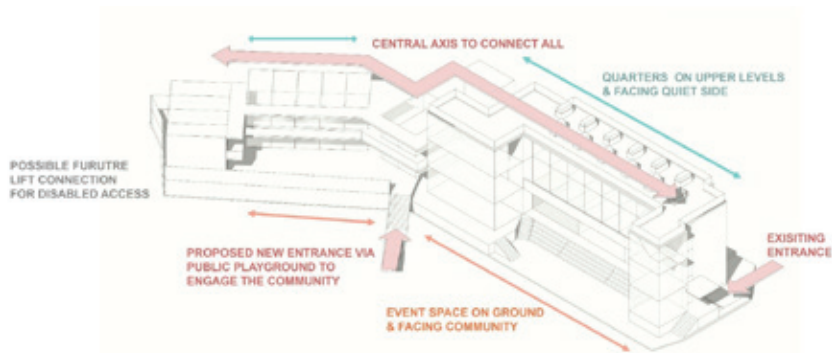 CENTRAL AXIS TO CONNECT ALL
QUARTERS ON UPPER LEVELS
& FACING QUIET SIDE
POSSIBLE FURUTRE
LIFT CONNECTION
FOR DISABLED ACCESS
PROPOSED NEW ENTRANCE VIA
PUBLIC PLAYGROUND TO
ENGAGE THE COMMUNITY
EXISITING
ENTRANCE
EVENT SPACE ON GROUND
& FACING COMMUNITY